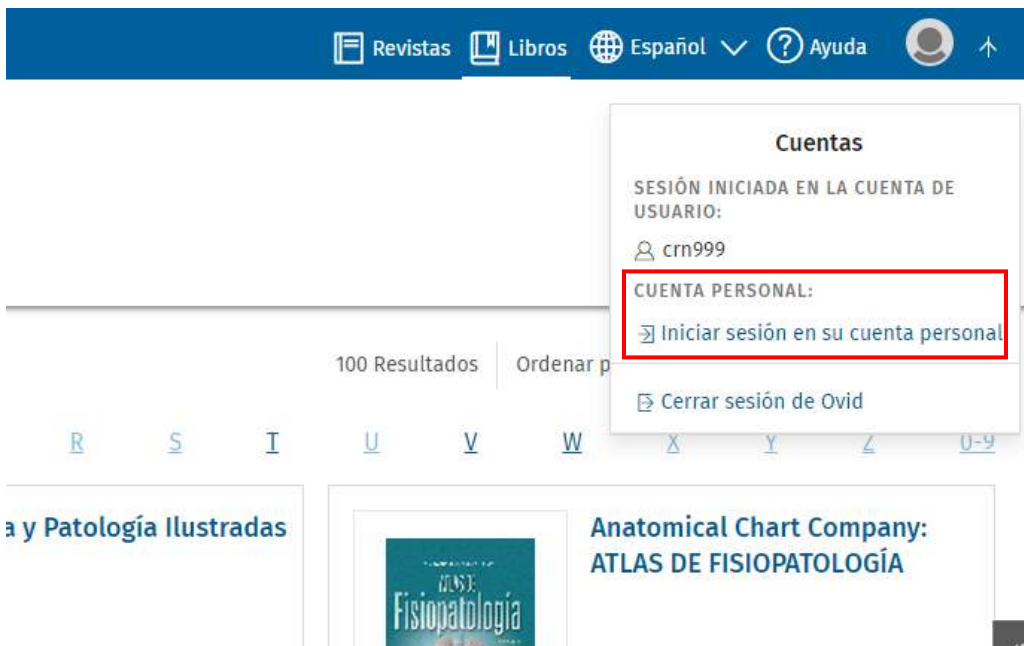 Revistas Libros Español Ayuda
Cuentas
SESIÓN INICIADA EN LA CUENTA DE
USUARIO:
crn999
CUENTA PERSONAL:
Iniciar sesión en su cuenta personal
100 Resultados Ordenar p
Cerrar sesión de Ovid
R S T U V W X Y Z 0-9
a y Patología Ilustradas
Anatomical Chart Company:
ATLAS DE FISIOPATOLOGÍA
ATLAS DE
Fisiopatología